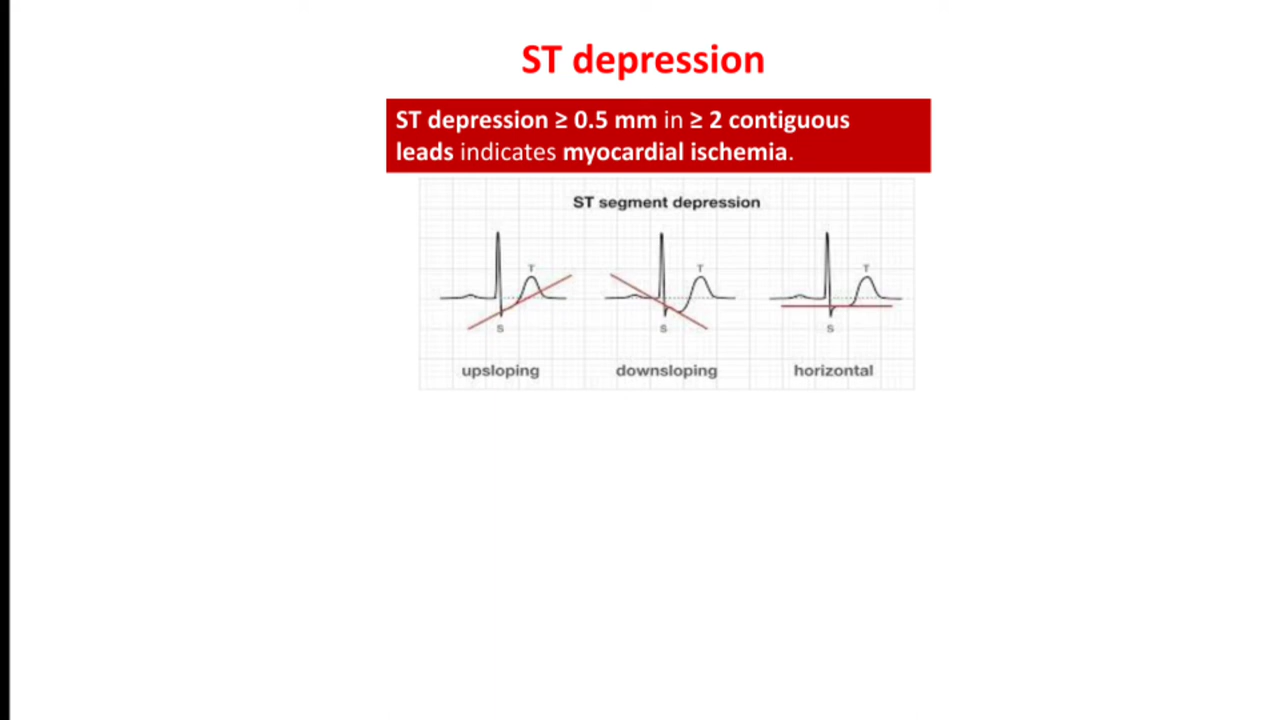 ST depression
ST depression ≥ 0.5 mm in ≥ 2 contiguous
leads indicates myocardial ischemia.
ST segment depression
T T T
S S S
upsloping downsloping horizontal